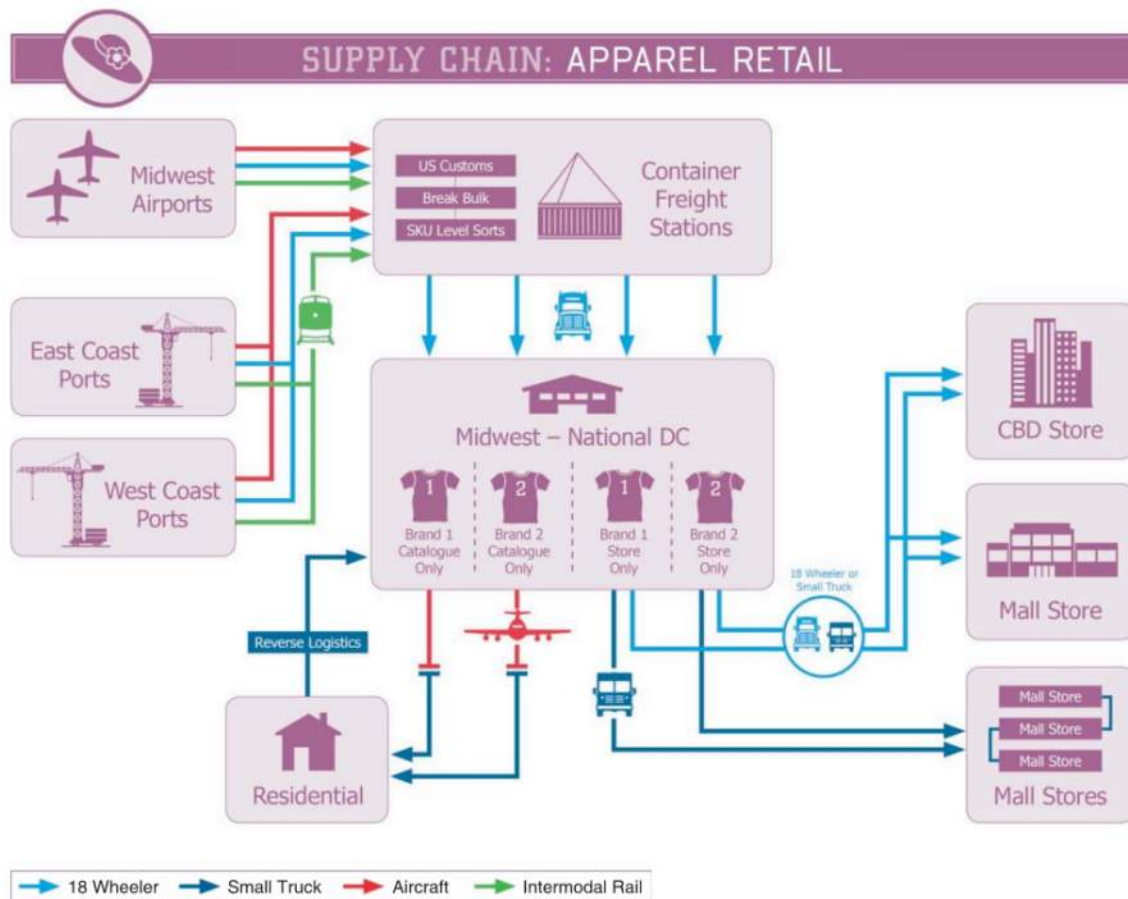 SUPPLY CHAIN: APPAREL RETAIL
Midwest
Airports
US Customs
Break Bulk
SKU Level Sorts
Container
Freight
Stations
East Coast
Ports
West Coast
Ports
Midwest – National DC
1
2
1
2
Brand 1
Catalogue
Only
Brand 2
Catalogue
Only
Brand 1
Store
Only
Brand 2
Store
Only
CBD Store
Mall Store
18 Wheeler or
Small Truck
Reverse Logistics
Residential
Mall Store
Mall Store
Mall Store
Mall Stores
18 Wheeler
Small Truck
Aircraft
Intermodal Rail